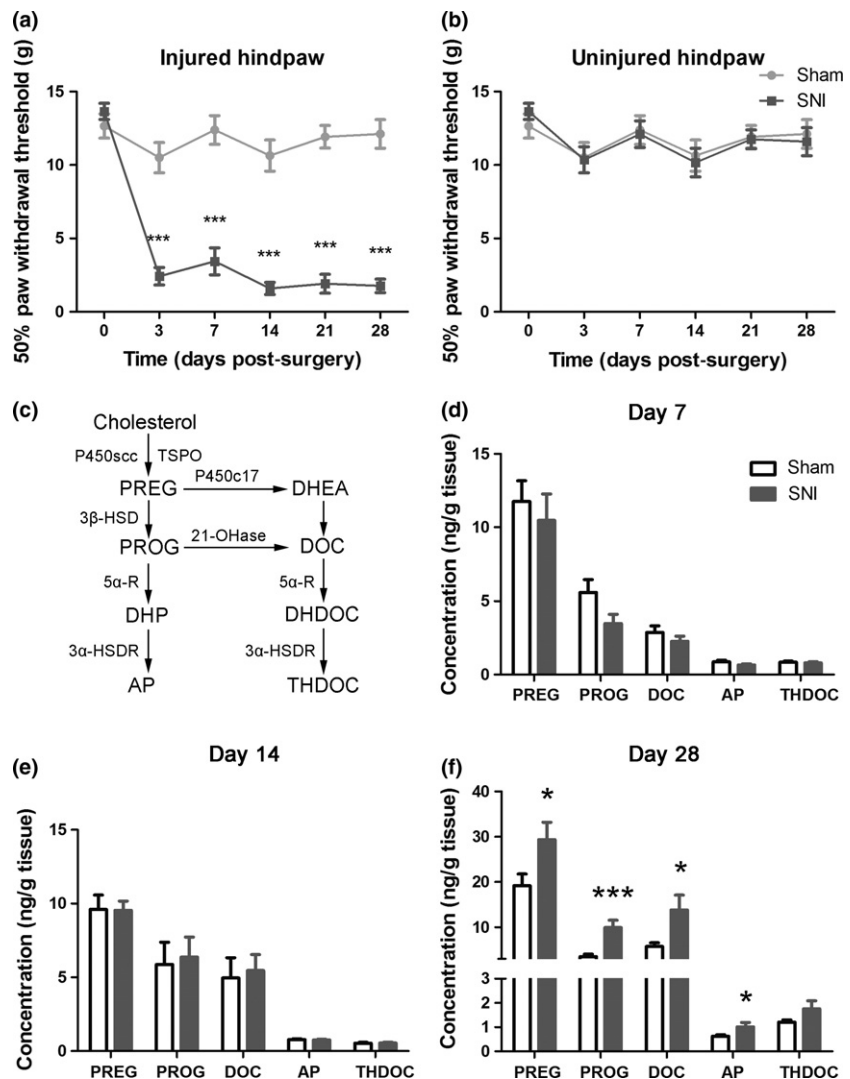 (a)
Injured hindpaw
50% paw withdrawal threshold (g)
15
10
5
0
***
***
***
***
***
0 3 7 14 21 28
Time (days post-surgery)
(b)
Uninjured hindpaw
Sham
SNI
50% paw withdrawal threshold (g)
15
10
5
0
0 3 7 14 21 28
Time (days post-surgery)
(c)
Cholesterol
P450scc TSPO
P450c17
PREG DHEA
3β-HSD
21-OHase
PROG DOC
5α-R 5α-R
DHP DHDOC
3α-HSDR 3α-HSDR
AP THDOC
(d)
Day 7
Sham
SNI
Concentration (ng/g tissue)
15
10
5
0
PREG PROG DOC AP THDOC
(e)
Day 14
Concentration (ng/g tissue)
15
10
5
0
PREG PROG DOC AP THDOC
(f)
Day 28
Concentration (ng/g tissue)
40
30
20
10
3
2
1
0
*
***
*
*
PREG PROG DOC AP THDOC